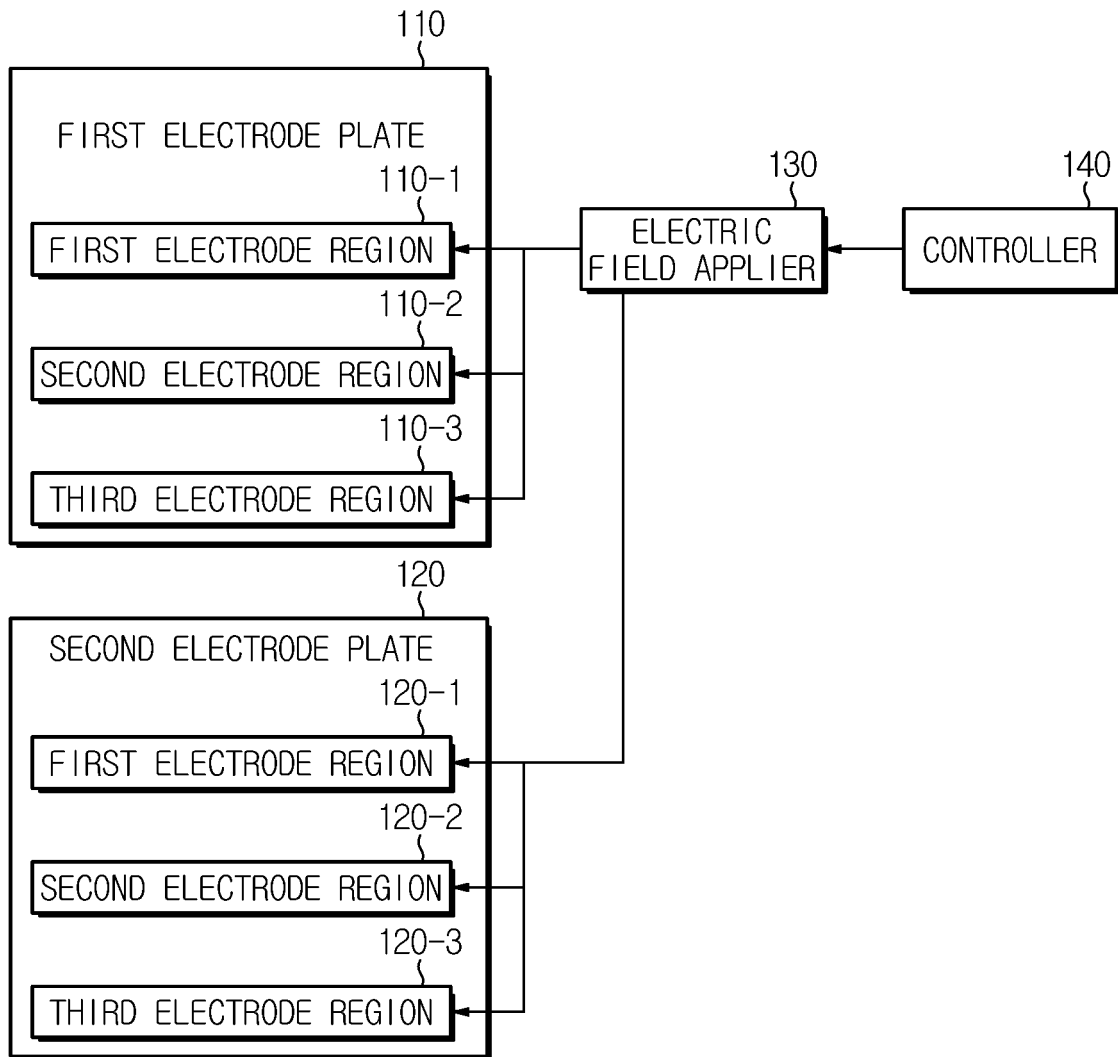 110
FIRST ELECTRODE PLATE
110-1
FIRST ELECTRODE REGION
110-2
SECOND ELECTRODE REGION
110-3
THIRD ELECTRODE REGION
130
ELECTRIC
FIELD APPLIER
140
CONTROLLER
120
SECOND ELECTRODE PLATE
120-1
FIRST ELECTRODE REGION
120-2
SECOND ELECTRODE REGION
120-3
THIRD ELECTRODE REGION